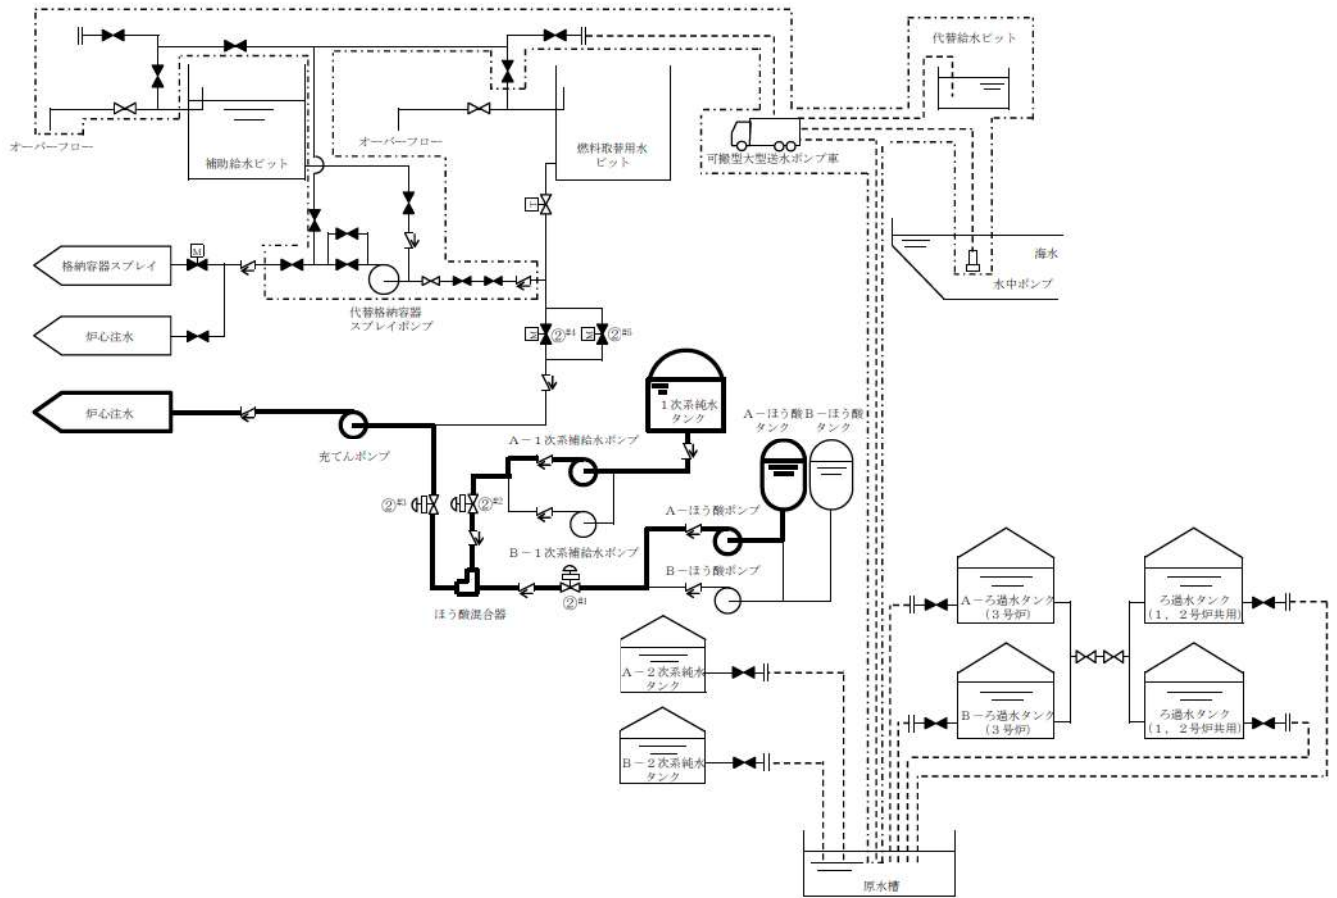 代替給水ピット
オーバーフロー
補助給水ピット
オーバーフロー
燃料取替用水
ピット
可搬型大型送水ポンプ車
海水
水中ポンプ
M
格納容器スプレイ
代替格納容器
スプレイポンプ
炉心注水
②#4
②#5
炉心注水
充てんポンプ
1次系純水
タンク
A-1次系補給水ポンプ
A-ほう酸
タンク
B-ほう酸
タンク
②#3
②#2
A-ほう酸ポンプ
B-1次系補給水ポンプ
B-ほう酸ポンプ
②#1
ほう酸混合器
A-2次系純水
タンク
B-2次系純水
タンク
A-ろ過水タンク
(3号炉)
ろ過水タンク
(1,2号炉共用)
B-ろ過水タンク
(3号炉)
ろ過水タンク
(1,2号炉共用)
原水槽